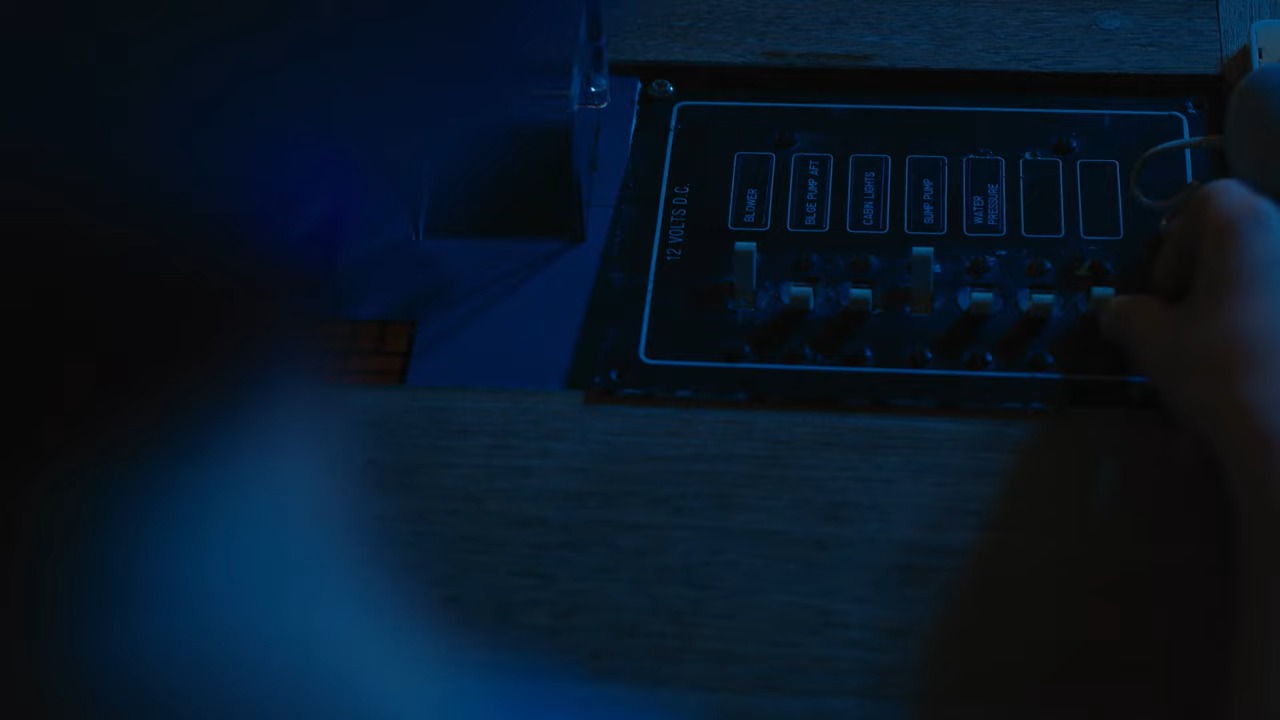 12 VOLTS D.C.
BLOWER
BILGE PUMP AFT
CABIN LIGHTS
SUMP PUMP
WATER
PRESSURE